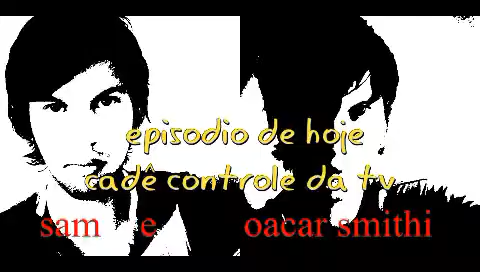 episodio de hoje
cadê controle da tv
sam e oacar smithi